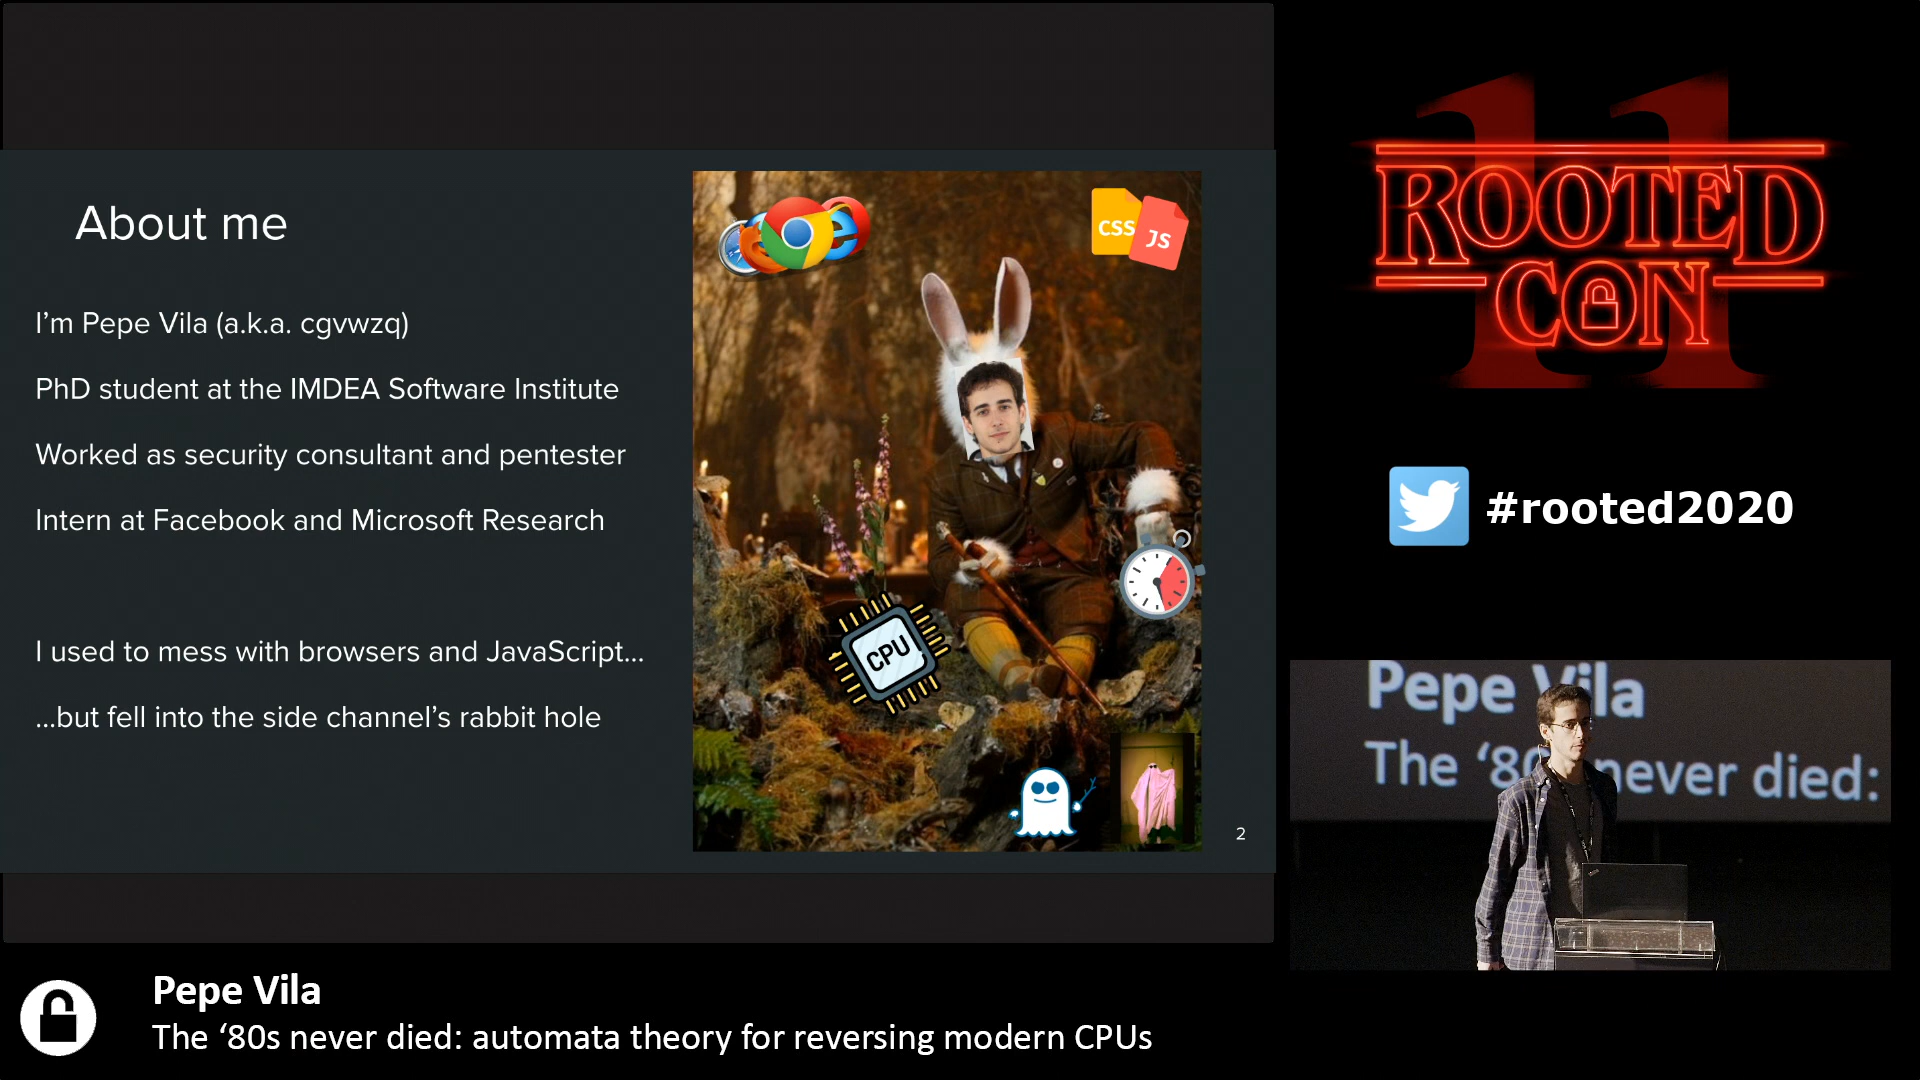 About me
I'm Pepe Vila (a.k.a. cgvwzq)
PhD student at the IMDEA Software Institute
Worked as security consultant and pentester
Intern at Facebook and Microsoft Research
I used to mess with browsers and JavaScript...
...but fell into the side channel's rabbit hole
CSS
JS
CPU
2
11
ROOTED
CON
#rooted2020
Pepe Vila
The ‘80s never died:
Pepe Vila
The ‘80s never died: automata theory for reversing modern CPUs